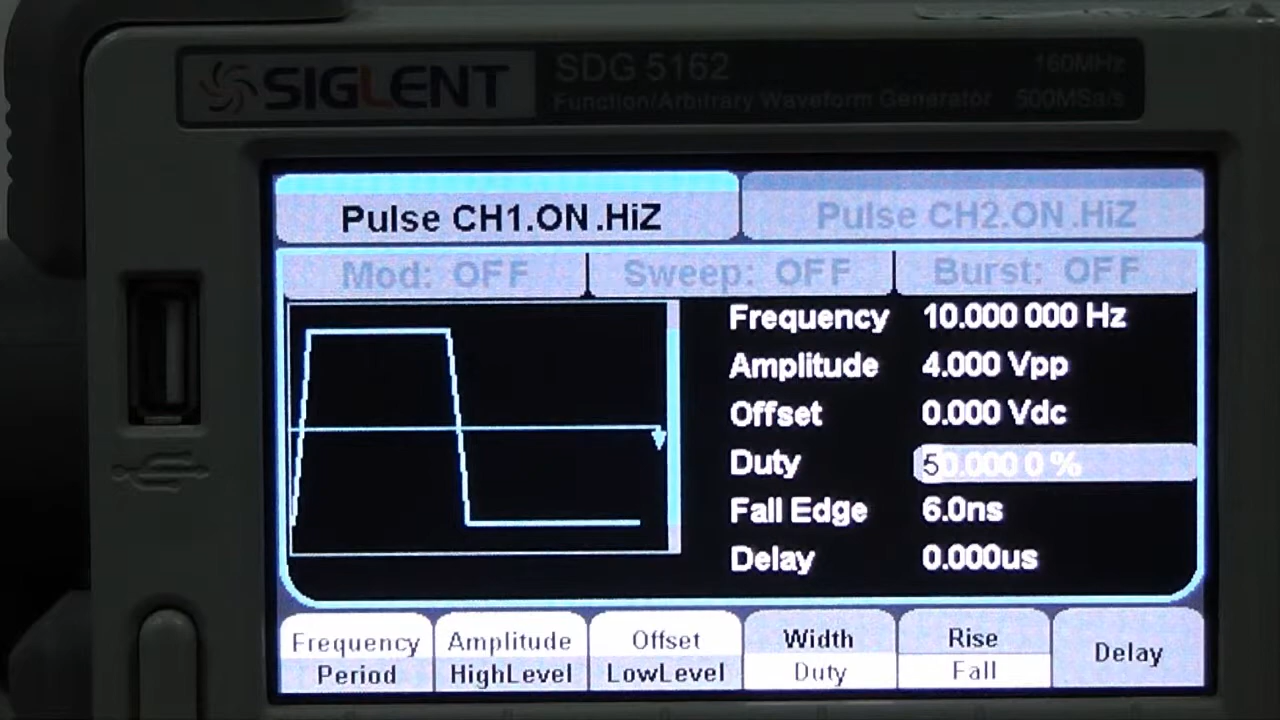 SIGLENT SDG 5162 160MHz
Function/Arbitrary Waveform Generator 500MSa/s
Pulse CH1.ON.HiZ Pulse CH2.ON.HiZ
Mod: OFF Sweep: OFF Burst: OFF
Frequency 10.000 000 Hz
Amplitude 4.000 Vpp
Offset 0.000 Vdc
Duty 50.000 0 %
Fall Edge 6.0ns
Delay 0.000us
Frequency Amplitude Offset Width Rise Delay
Period HighLevel LowLevel Duty Fall